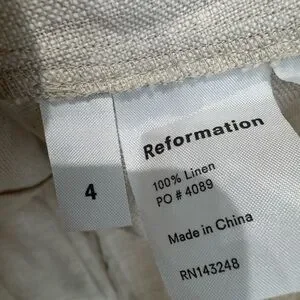 4
Reformation
100% Linen
PO # 4089
Made in China
RN143248